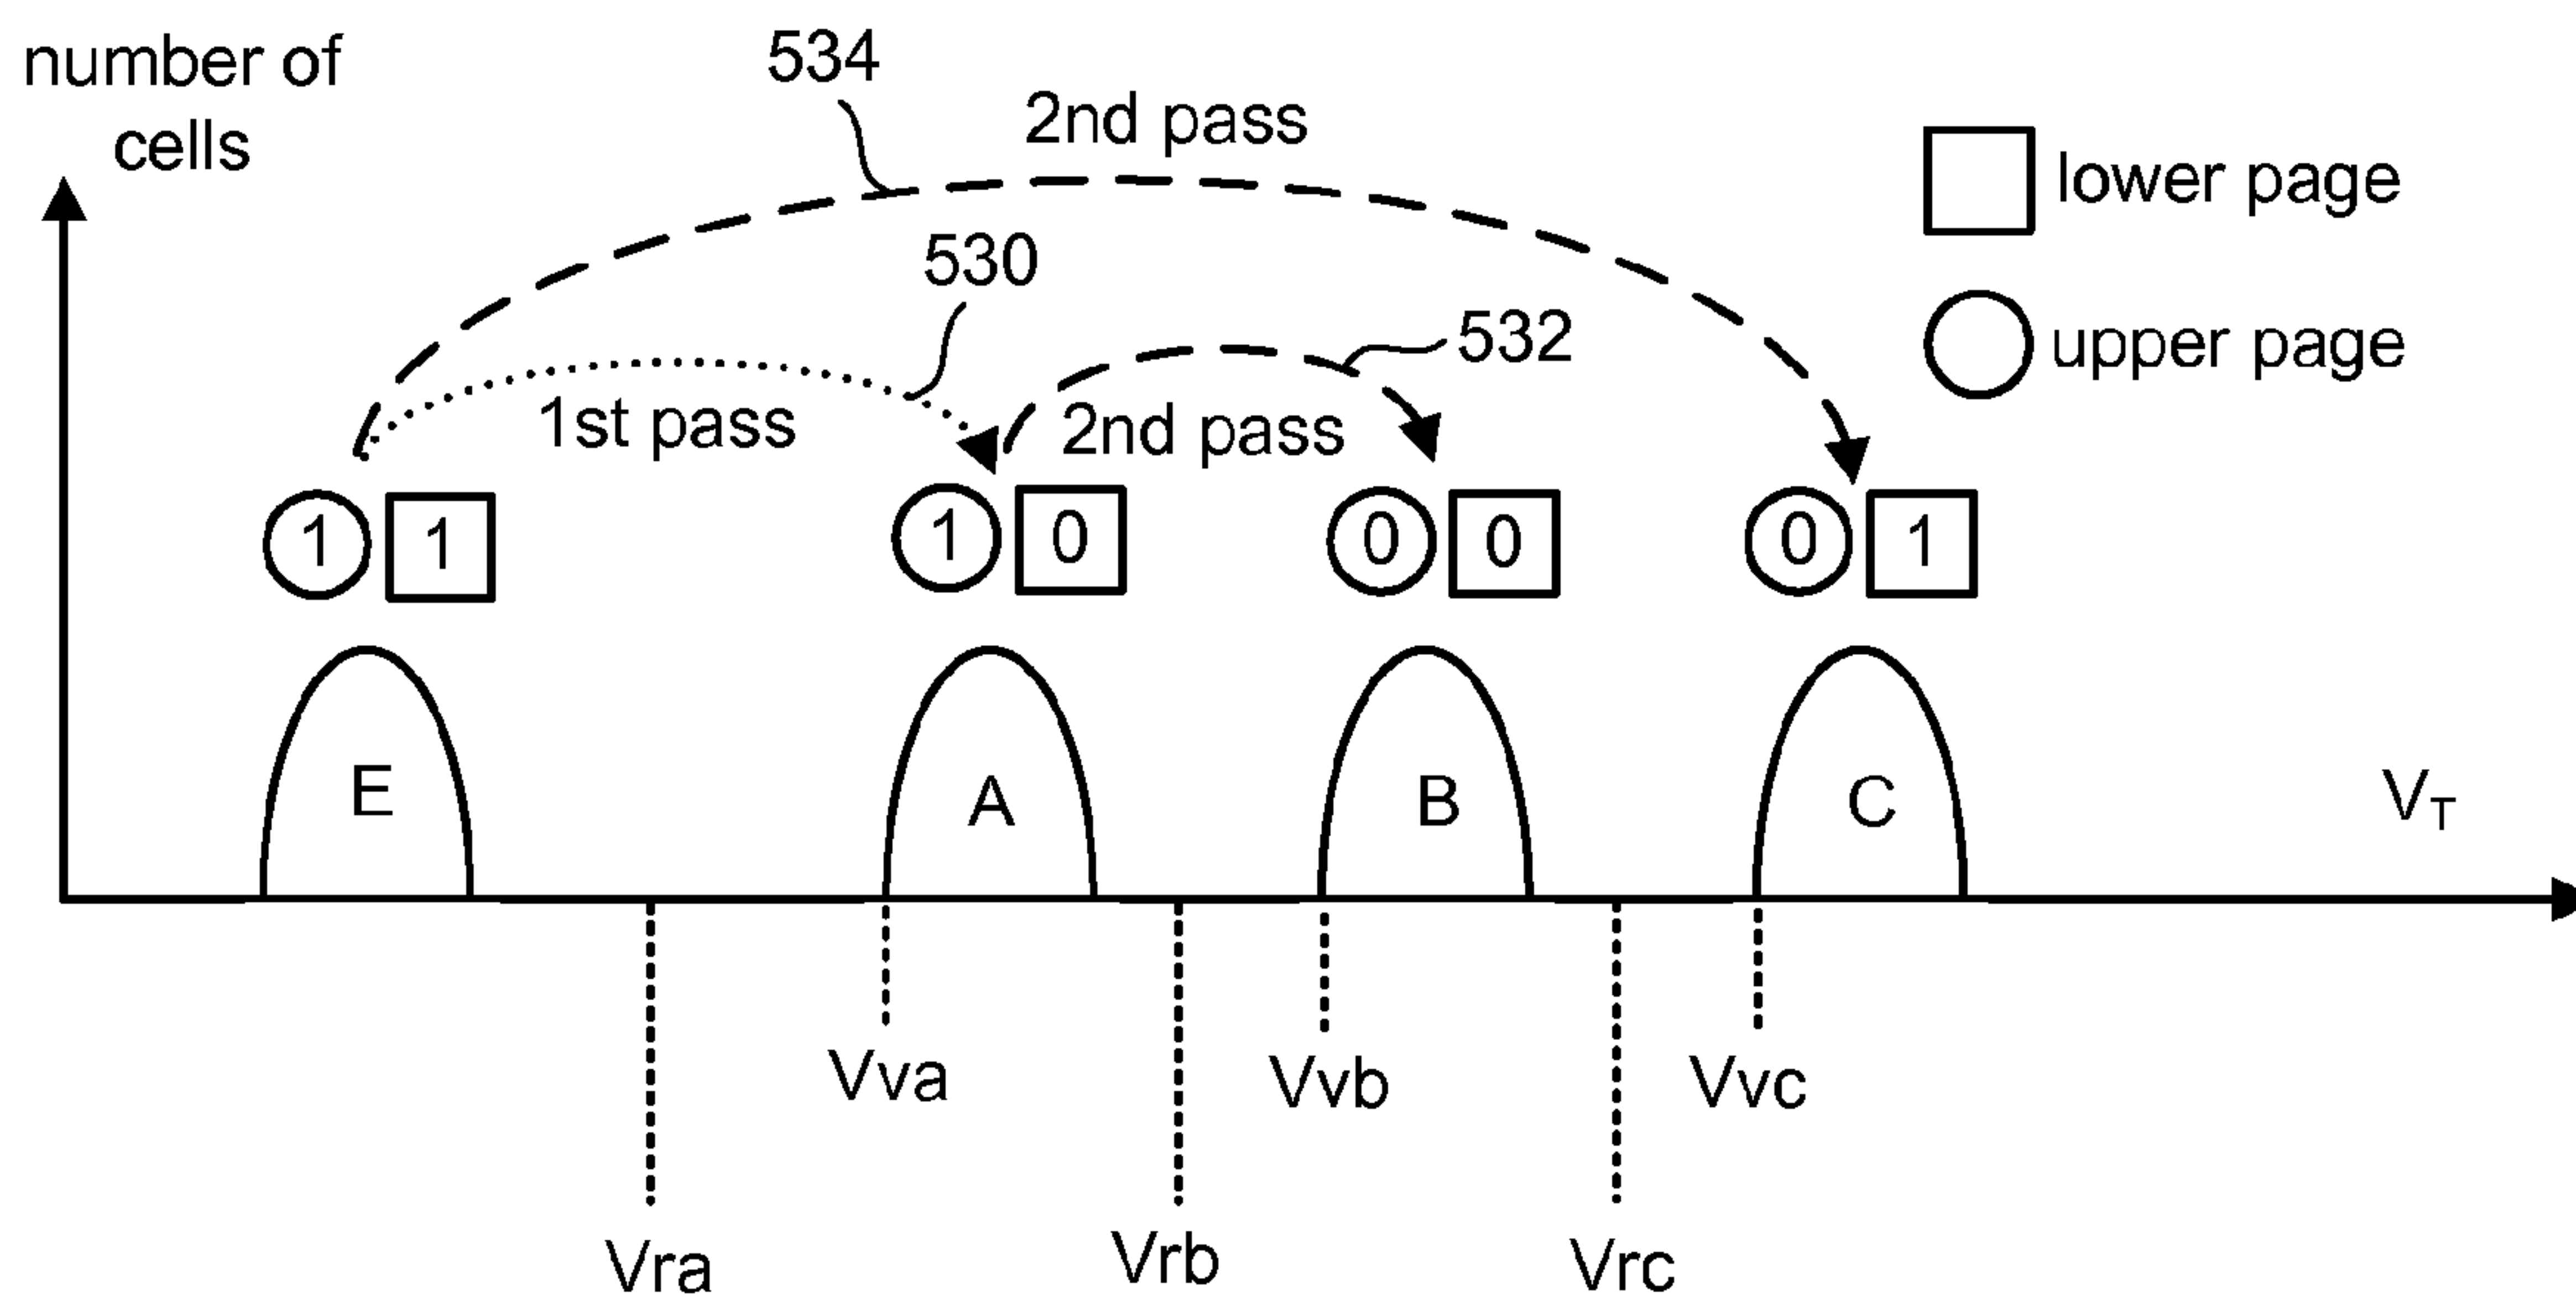 number of
cells
534
2nd pass
lower page
530
532
upper page
1st pass
2nd pass
1 1
1 0
0 0
0 1
E
A
B
C
VT
Vva
Vvb
Vvc
Vra
Vrb
Vrc